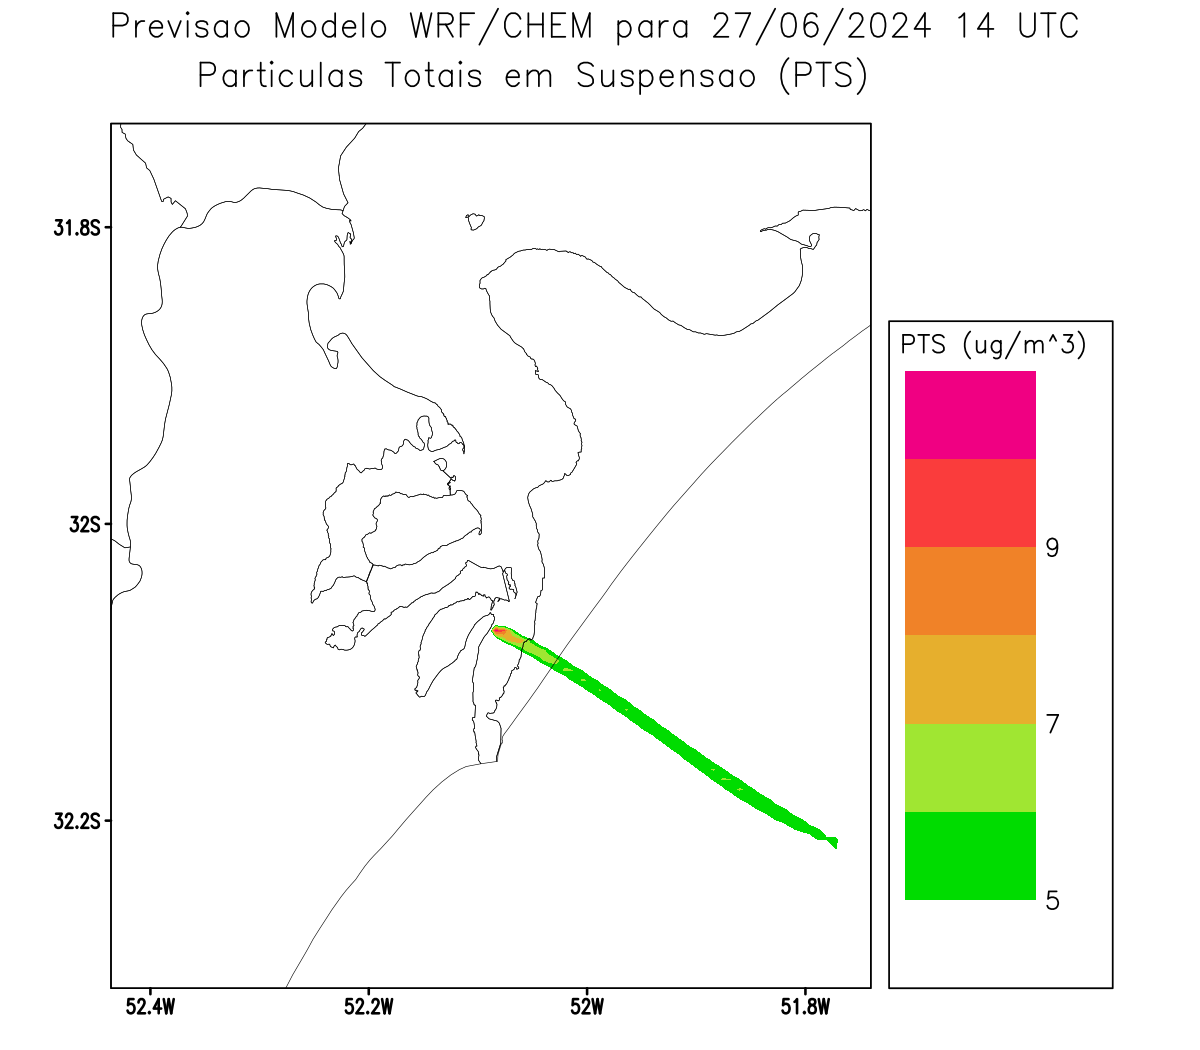 Previsao Modelo WRF/CHEM para 27/06/2024 14 UTC
Particulas Totais em Suspensao (PTS)
31.8S
32S
32.2S
52.4W
52.2W
52W
51.8W
PTS (ug/m^3)
9
7
5